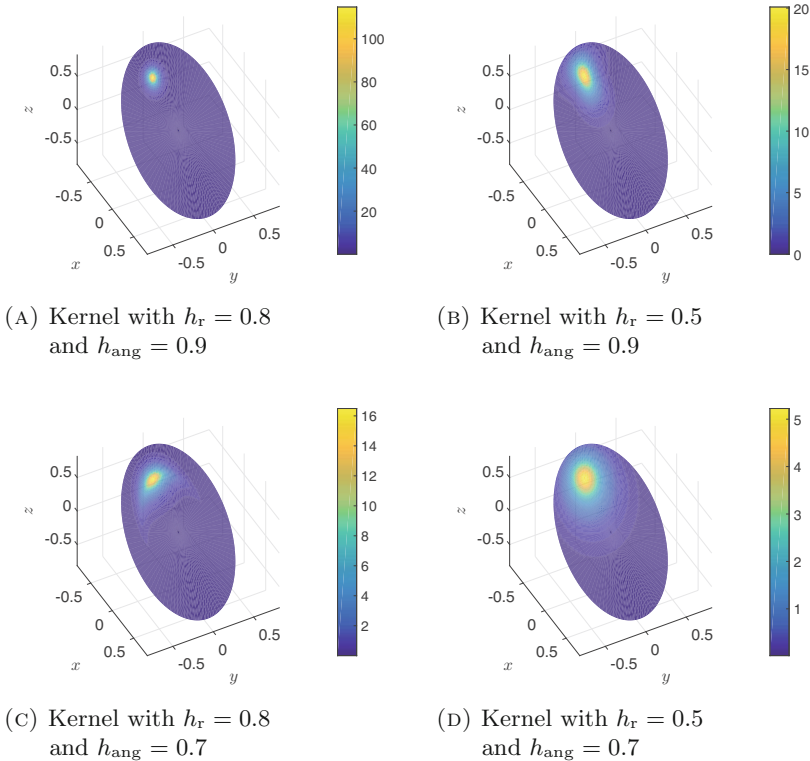 100
80
60
40
20
0.5
0
-0.5
z
-0.5
0
0.5
x
-0.5
0
0.5
y
(A) Kernel with h_r = 0.8
and h_ang = 0.9
20
15
10
5
0
0.5
0
-0.5
z
-0.5
0
0.5
x
-0.5
0
0.5
y
(B) Kernel with h_r = 0.5
and h_ang = 0.9
16
14
12
10
8
6
4
2
0.5
0
-0.5
z
-0.5
0
0.5
x
-0.5
0
0.5
y
(C) Kernel with h_r = 0.8
and h_ang = 0.7
5
4
3
2
1
0.5
0
-0.5
z
-0.5
0
0.5
x
-0.5
0
0.5
y
(D) Kernel with h_r = 0.5
and h_ang = 0.7